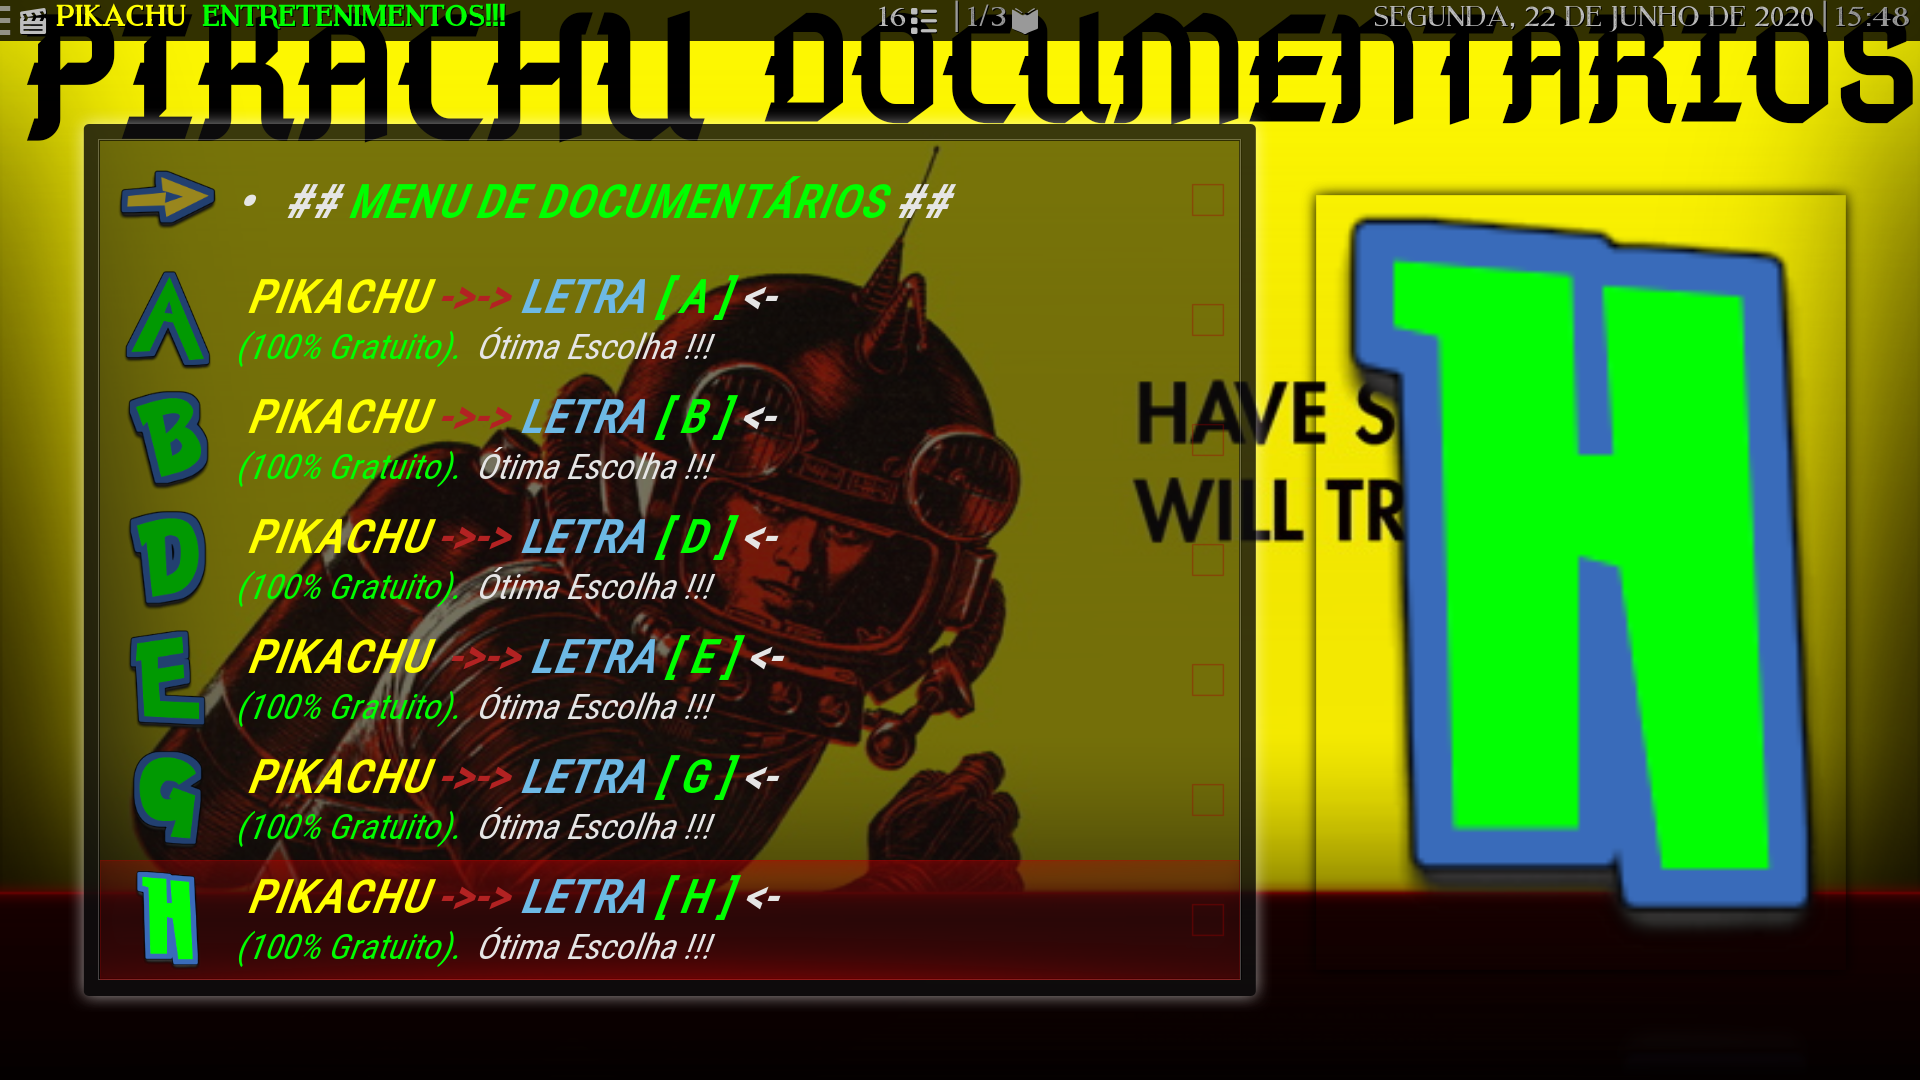 PIKACHU ENTRETENIMENTOS!!!
16
1/3
SEGUNDA, 22 DE JUNHO DE 2020 | 15:48
PIKACHU DOCUMENTARIOS
• ## MENU DE DOCUMENTÁRIOS ##
A
PIKACHU ->-> LETRA [ A ] <-
(100% Gratuito). Ótima Escolha !!!
B
PIKACHU ->-> LETRA [ B ] <-
(100% Gratuito). Ótima Escolha !!!
D
PIKACHU ->-> LETRA [ D ] <-
(100% Gratuito). Ótima Escolha !!!
E
PIKACHU ->-> LETRA [ E ] <-
(100% Gratuito). Ótima Escolha !!!
G
PIKACHU ->-> LETRA [ G ] <-
(100% Gratuito). Ótima Escolha !!!
H
PIKACHU ->-> LETRA [ H ] <-
(100% Gratuito). Ótima Escolha !!!
HAVE S
WILL TR
H